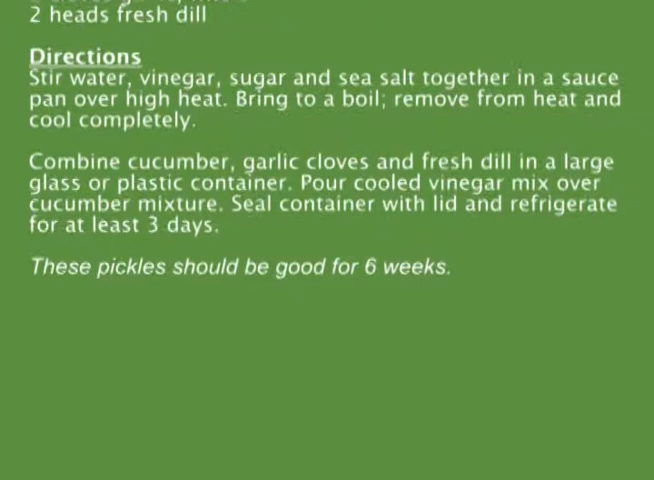 2 heads fresh dill
Directions
Stir water, vinegar, sugar and sea salt together in a sauce
pan over high heat. Bring to a boil; remove from heat and
cool completely.
Combine cucumber, garlic cloves and fresh dill in a large
glass or plastic container. Pour cooled vinegar mix over
cucumber mixture. Seal container with lid and refrigerate
for at least 3 days.
These pickles should be good for 6 weeks.